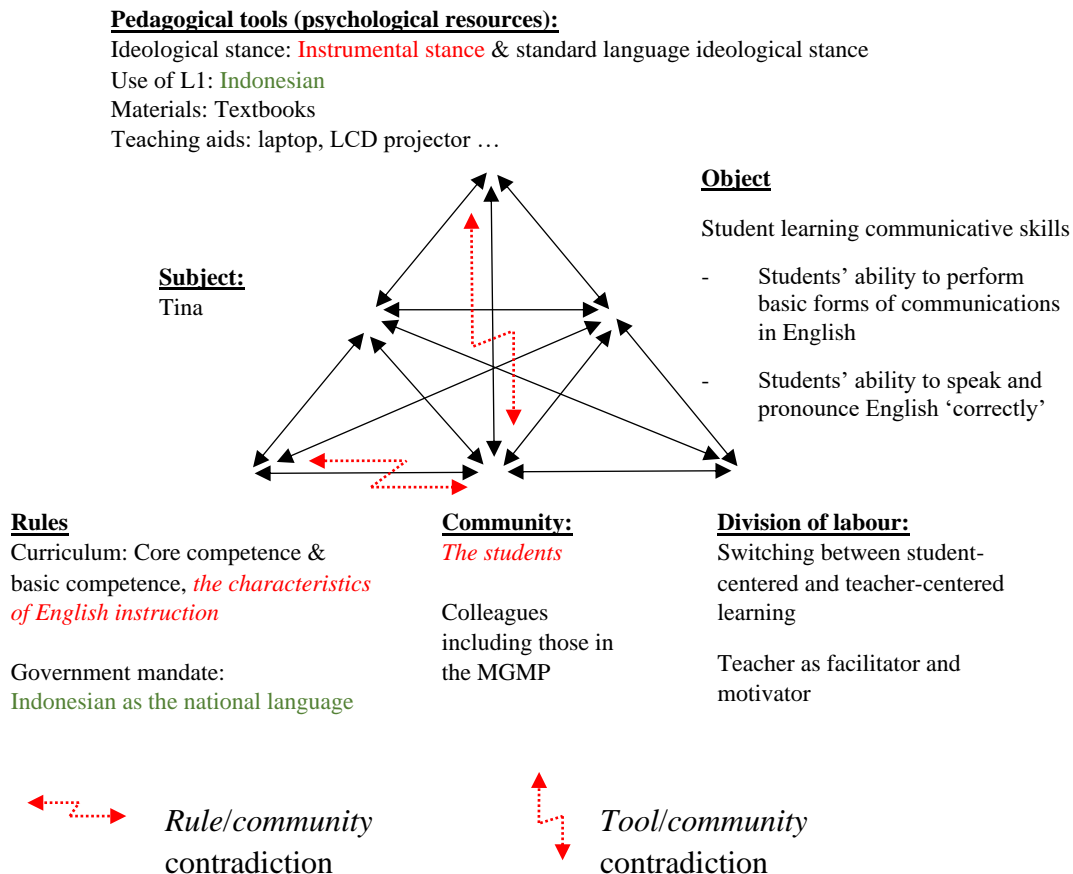 Pedagogical tools (psychological resources):
Ideological stance: Instrumental stance & standard language ideological stance
Use of L1: Indonesian
Materials: Textbooks
Teaching aids: laptop, LCD projector …
Object
Student learning communicative skills
- Students’ ability to perform
basic forms of communications
in English
- Students’ ability to speak and
pronounce English ‘correctly’
Subject:
Tina
Rules
Curriculum: Core competence &
basic competence, the characteristics
of English instruction
Government mandate:
Indonesian as the national language
Community:
The students
Colleagues
including those in
the MGMP
Division of labour:
Switching between student-
centered and teacher-centered
learning
Teacher as facilitator and
motivator
Rule/community
contradiction
Tool/community
contradiction